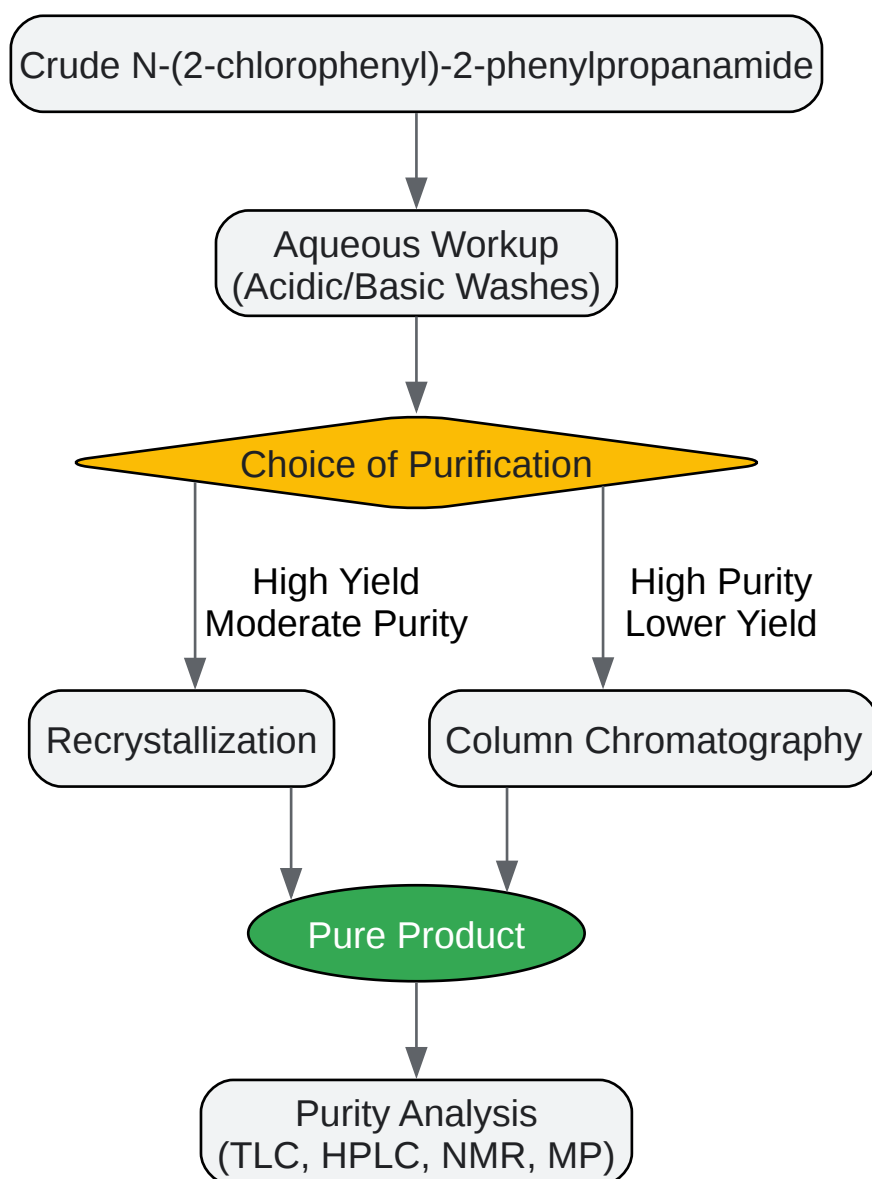 Crude N-(2-chlorophenyl)-2-phenylpropanamide
Aqueous Workup
(Acidic/Basic Washes)
Choice of Purification
High Yield
Moderate Purity
High Purity
Lower Yield
Recrystallization
Column Chromatography
Pure Product
Purity Analysis
(TLC, HPLC, NMR, MP)